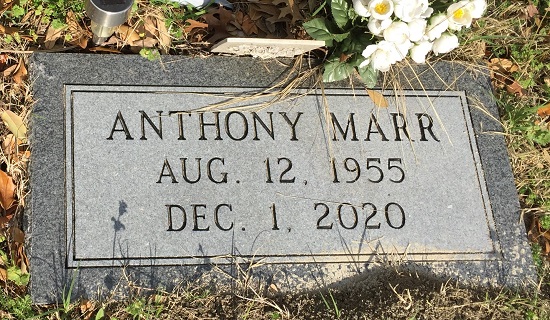 ANTHONY MARR
AUG. 12, 1955
DEC. 1, 2020